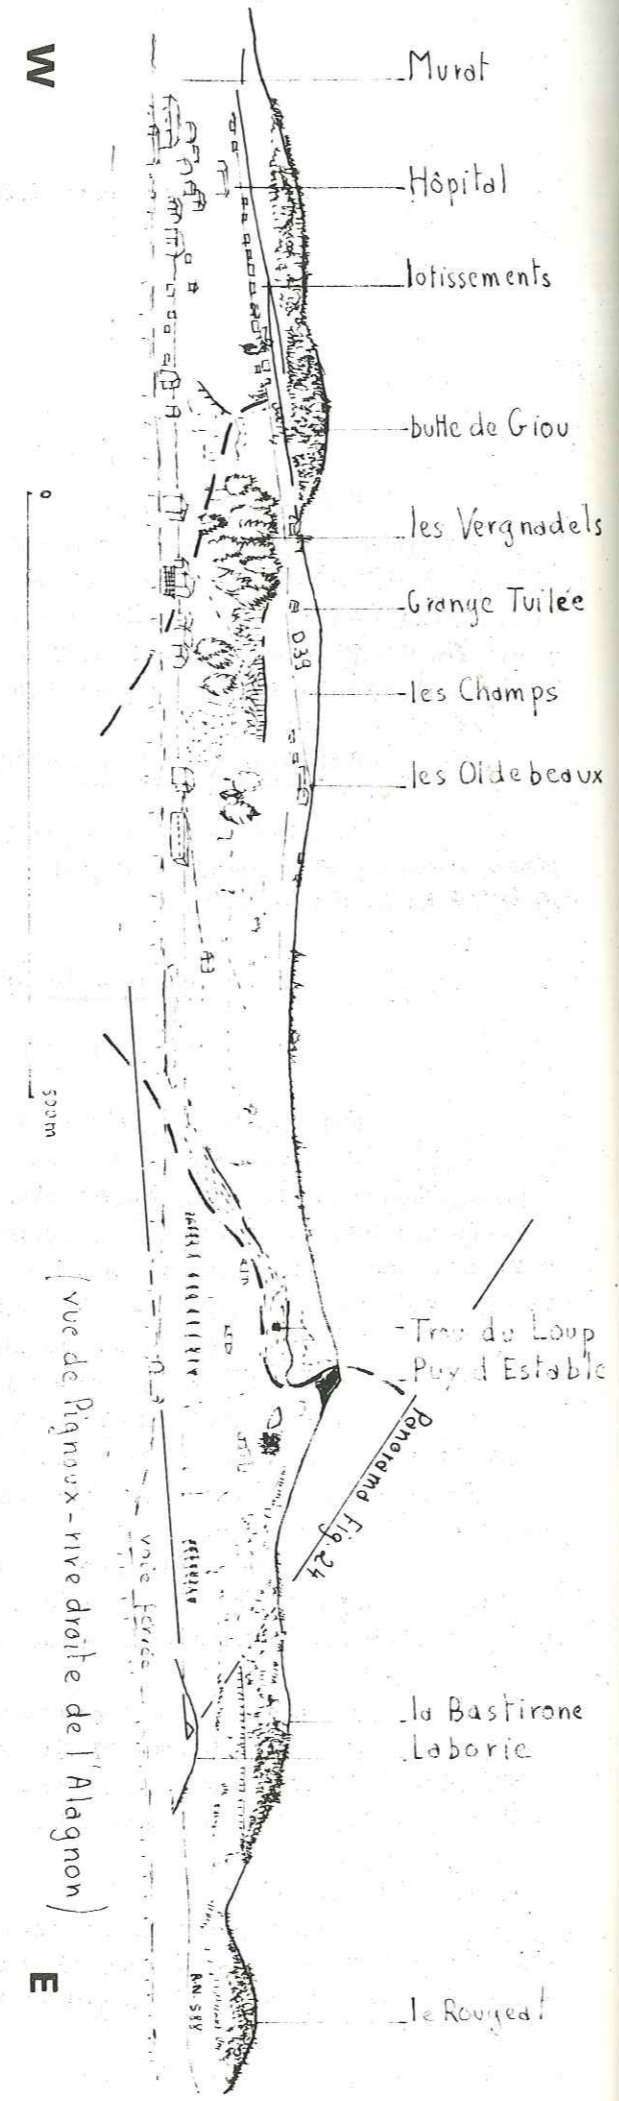 W
Murat
Hôpital
lotissements
butte de Giou
les Vergnadels
Grange Tuilée
les Champs
les Oldebeaux
D39
Trou du Loup
Puy d'Estable
Panorama Fig.24
la Bastirone
Laborie
le Rouget
voie ferrée
0
500m
(vue de Pignoux-rive droite de l'Alagnon)
E